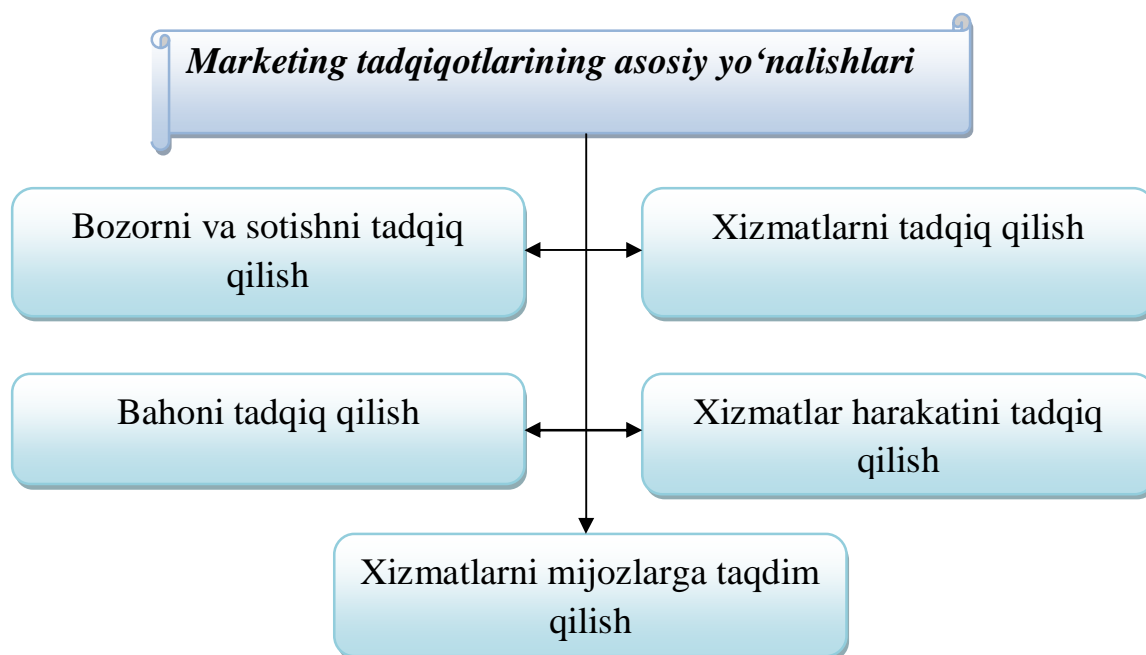 Marketing tadqiqotlarining asosiy yo‘nalishlari
Bozorni va sotishni tadqiq
qilish
Xizmatlarni tadqiq qilish
Bahoni tadqiq qilish
Xizmatlar harakatini tadqiq
qilish
Xizmatlarni mijozlarga taqdim
qilish